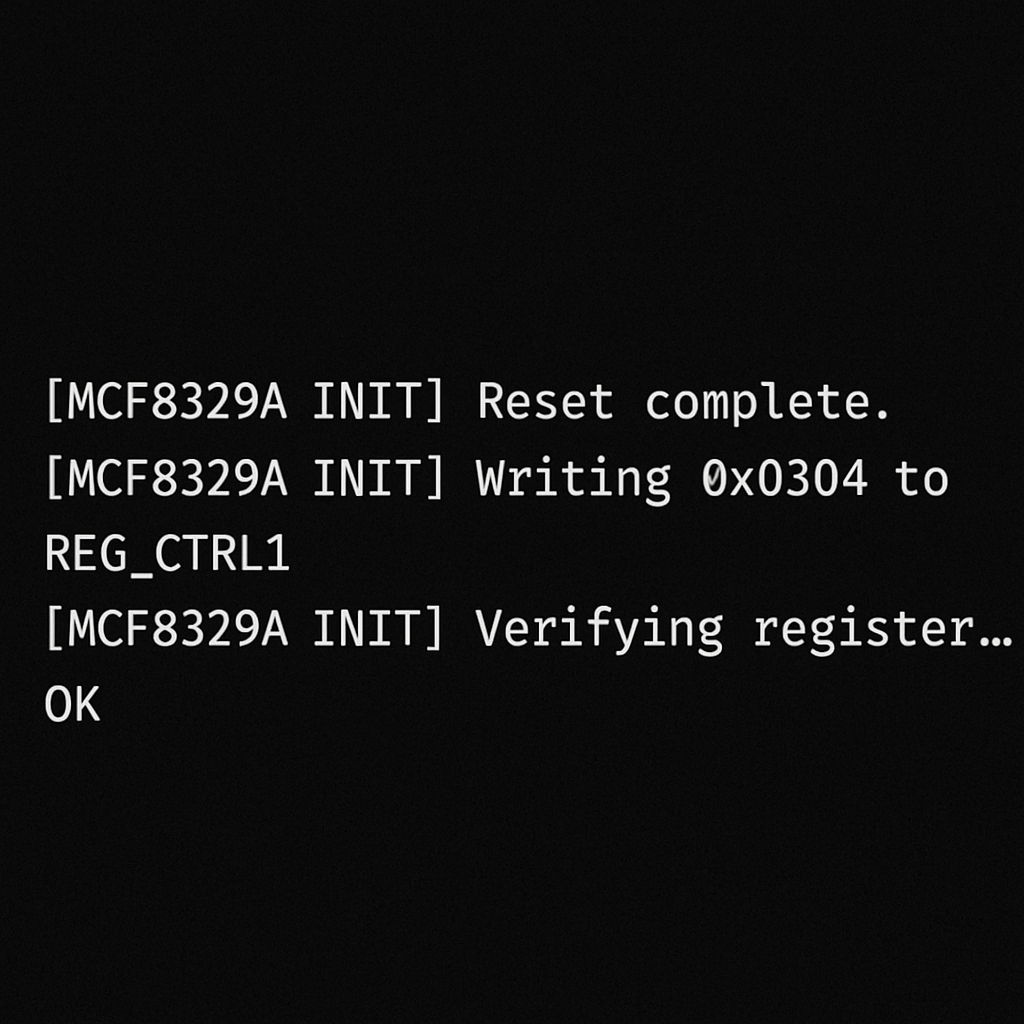 [MCF8329A INIT] Reset complete.
[MCF8329A INIT] Writing 0x0304 to
REG_CTRL1
[MCF8329A INIT] Verifying register…
OK